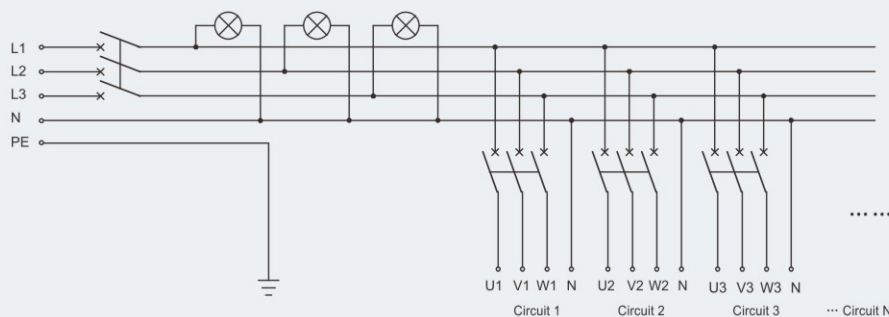 L1
L2
L3
N
PE
U1 V1 W1 N U2 V2 W2 N U3 V3 W3 N
Circuit 1 Circuit 2 Circuit 3 ··· Circuit N